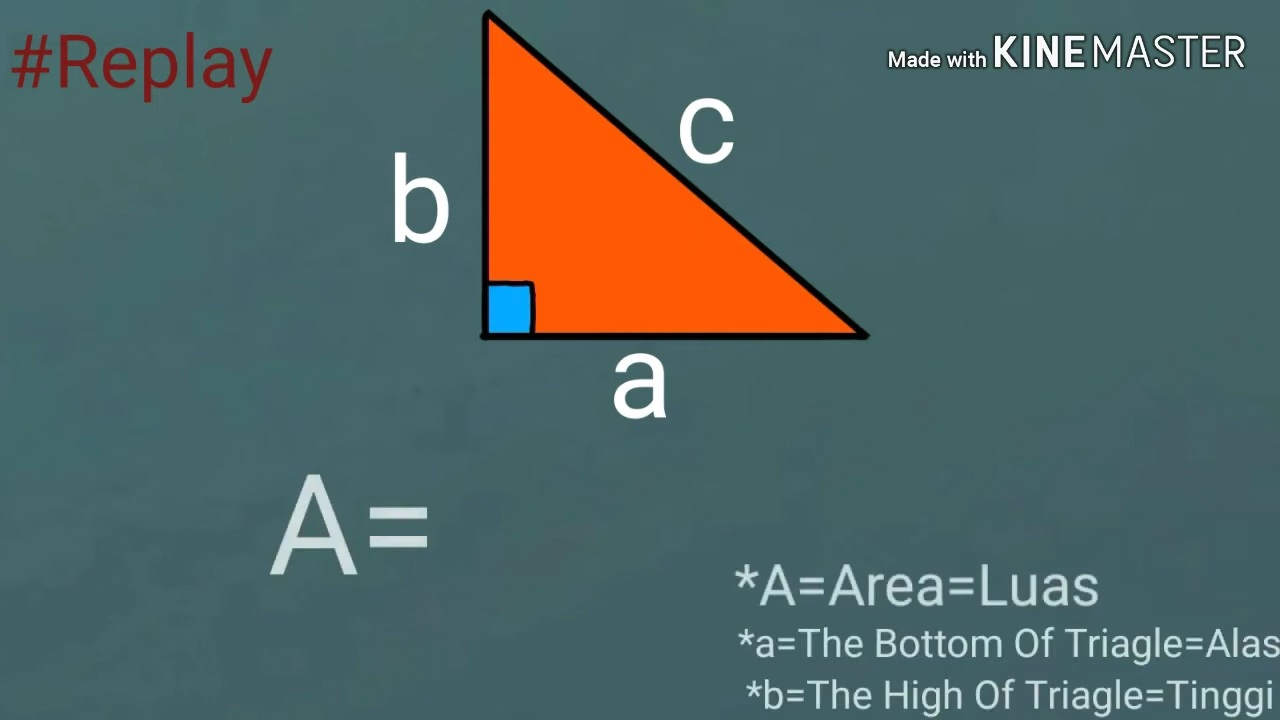 #Replay
Made with KINEMASTER
c
b
a
A=
*A=Area=Luas
*a=The Bottom Of Triagle=Alas
*b=The High Of Triagle=Tinggi